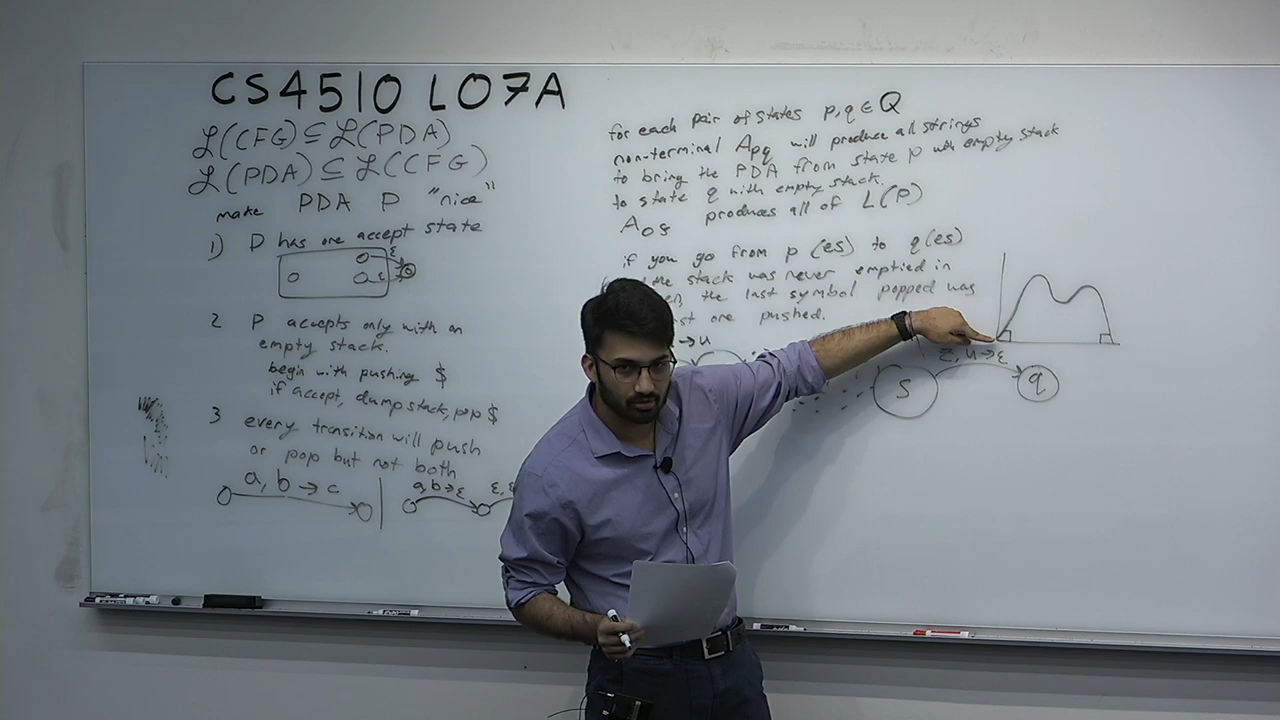 CS4510 L07A
ℒ(CFG) ⊆ ℒ(PDA)
ℒ(PDA) ⊆ ℒ(CFG)
make PDA P "nice"
1) P has one accept state
ε
ε
2 P accepts only with an
empty stack.
begin with pushing $
if accept, dump stack, pop $
3 every transition will push
or pop but not both
a, b → c
a, b → ε
ε, ε
for each pair of states p, q ∈ Q
non-terminal Apq will produce all strings
to bring the PDA from state p with empty stack
to state q with empty stack.
produces all of L(P)
if you go from p (es) to q (es)
the stack was never emptied in
the last symbol popped was
one pushed.
→ u
z, u → ε
s
q